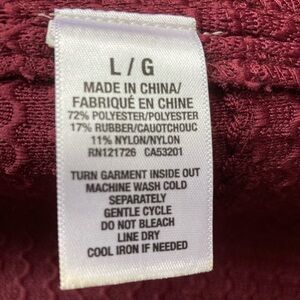 L / G
MADE IN CHINA/
FABRIQUÉ EN CHINE
72% POLYESTER/POLYESTER
17% RUBBER/CAUOTCHOUC
11% NYLON/NYLON
RN121726 CA53201
TURN GARMENT INSIDE OUT
MACHINE WASH COLD
SEPARATELY
GENTLE CYCLE
DO NOT BLEACH
LINE DRY
COOL IRON IF NEEDED